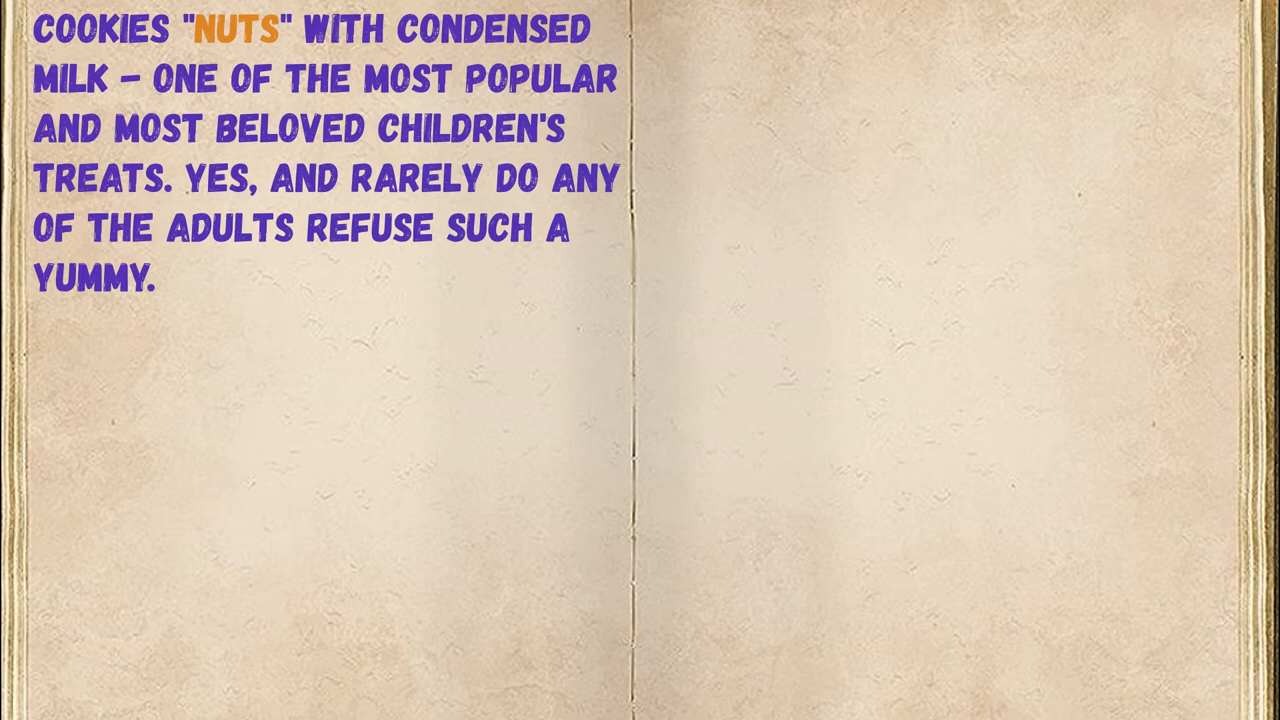 COOKIES "NUTS" WITH CONDENSED
MILK - ONE OF THE MOST POPULAR
AND MOST BELOVED CHILDREN'S
TREATS. YES, AND RARELY DO ANY
OF THE ADULTS REFUSE SUCH A
YUMMY.